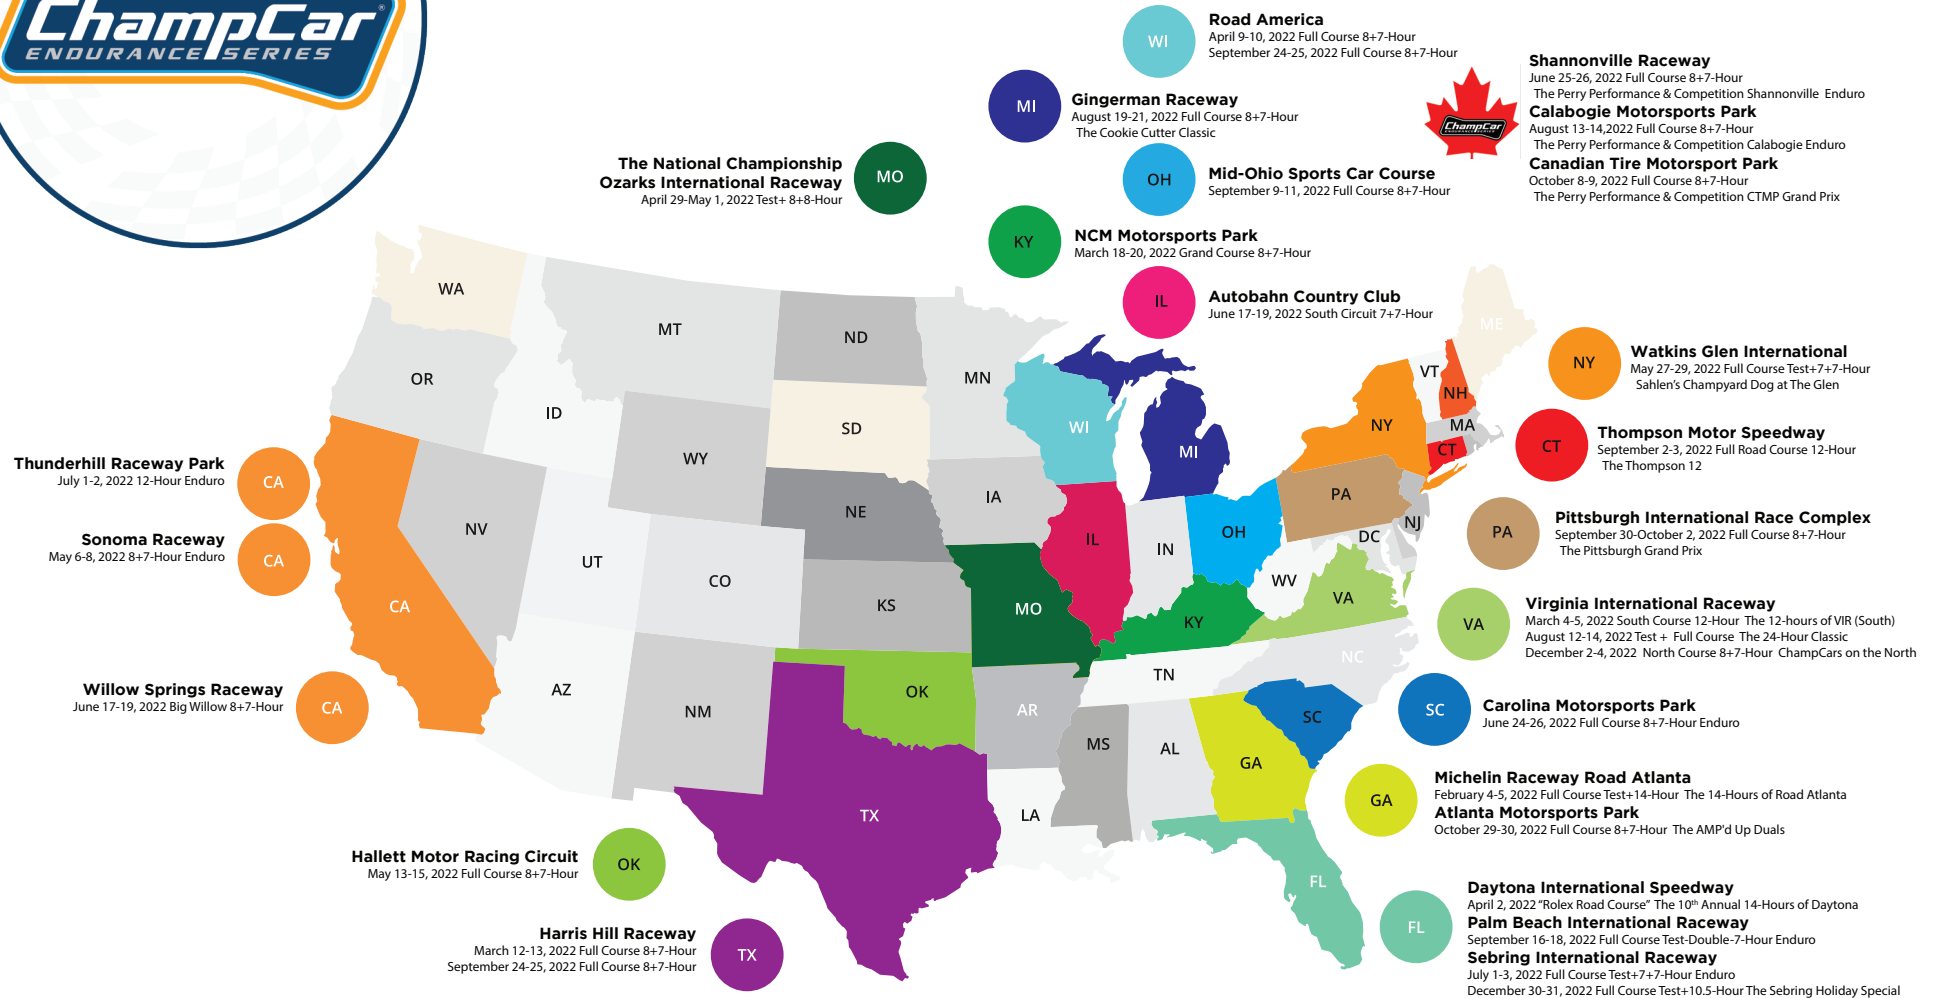 ChampCar®
ENDURANCE SERIES
WI
Road America
April 9-10, 2022 Full Course 8+7-Hour
September 24-25, 2022 Full Course 8+7-Hour
MI
Gingerman Raceway
August 19-21, 2022 Full Course 8+7-Hour
The Cookie Cutter Classic
ChampCar
ENDURANCE SERIES
Shannonville Raceway
June 25-26, 2022 Full Course 8+7-Hour
The Perry Performance & Competition Shannonville Enduro
Calabogie Motorsports Park
August 13-14,2022 Full Course 8+7-Hour
The Perry Performance & Competition Calabogie Enduro
Canadian Tire Motorsport Park
October 8-9, 2022 Full Course 8+7-Hour
The Perry Performance & Competition CTMP Grand Prix
The National Championship
Ozarks International Raceway
April 29-May 1, 2022 Test+ 8+8-Hour
MO
OH
Mid-Ohio Sports Car Course
September 9-11, 2022 Full Course 8+7-Hour
KY
NCM Motorsports Park
March 18-20, 2022 Grand Course 8+7-Hour
IL
Autobahn Country Club
June 17-19, 2022 South Circuit 7+7-Hour
NY
Watkins Glen International
May 27-29, 2022 Full Course Test+7+7-Hour
Sahlen's Champyard Dog at The Glen
CT
Thompson Motor Speedway
September 2-3, 2022 Full Road Course 12-Hour
The Thompson 12
PA
Pittsburgh International Race Complex
September 30-October 2, 2022 Full Course 8+7-Hour
The Pittsburgh Grand Prix
VA
Virginia International Raceway
March 4-5, 2022 South Course 12-Hour The 12-hours of VIR (South)
August 12-14, 2022 Test + Full Course The 24-Hour Classic
December 2-4, 2022 North Course 8+7-Hour ChampCars on the North
SC
Carolina Motorsports Park
June 24-26, 2022 Full Course 8+7-Hour Enduro
GA
Michelin Raceway Road Atlanta
February 4-5, 2022 Full Course Test+14-Hour The 14-Hours of Road Atlanta
Atlanta Motorsports Park
October 29-30, 2022 Full Course 8+7-Hour The AMP'd Up Duals
FL
Daytona International Speedway
April 2, 2022 "Rolex Road Course" The 10th Annual 14-Hours of Daytona
Palm Beach International Raceway
September 16-18, 2022 Full Course Test-Double-7-Hour Enduro
Sebring International Raceway
July 1-3, 2022 Full Course Test+7+7-Hour Enduro
December 30-31, 2022 Full Course Test+10.5-Hour The Sebring Holiday Special
Thunderhill Raceway Park
July 1-2, 2022 12-Hour Enduro
CA
Sonoma Raceway
May 6-8, 2022 8+7-Hour Enduro
CA
Willow Springs Raceway
June 17-19, 2022 Big Willow 8+7-Hour
CA
Hallett Motor Racing Circuit
May 13-15, 2022 Full Course 8+7-Hour
OK
Harris Hill Raceway
March 12-13, 2022 Full Course 8+7-Hour
September 24-25, 2022 Full Course 8+7-Hour
TX
WA
OR
ID
MT
ND
MN
SD
WY
NE
IA
WI
MI
NV
UT
CO
KS
CA
AZ
NM
OK
TX
MO
IL
IN
OH
KY
WV
VA
PA
NY
VT
NH
ME
MA
CT
NJ
DC
TN
NC
SC
AR
MS
AL
GA
LA
FL